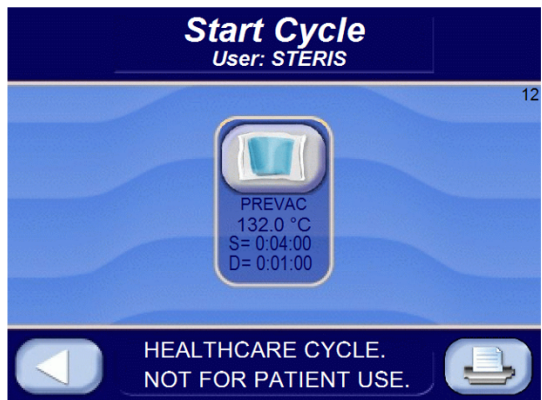 Start Cycle
User: STERIS
12
PREVAC
132.0 °C
S= 0:04:00
D= 0:01:00
HEALTHCARE CYCLE.
NOT FOR PATIENT USE.